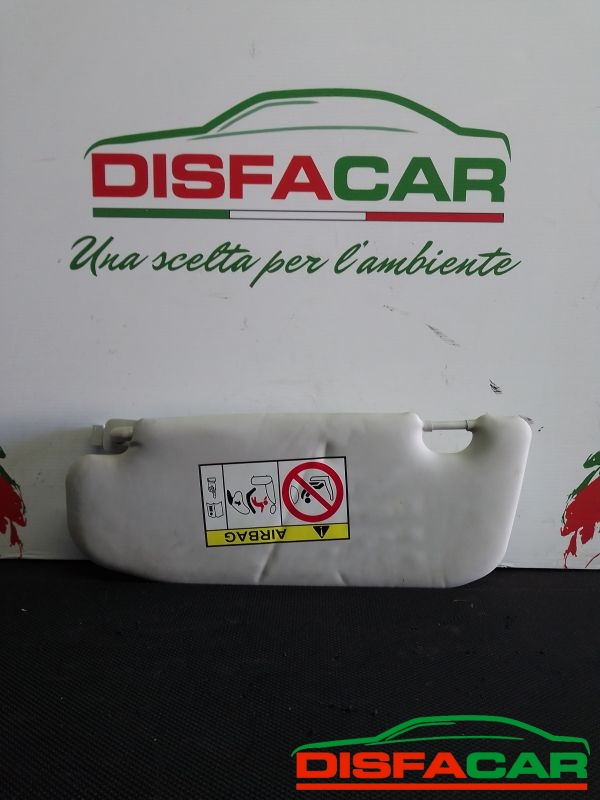 DISFACAR
Una scelta per l'ambiente
AIRBAG
DISFACAR